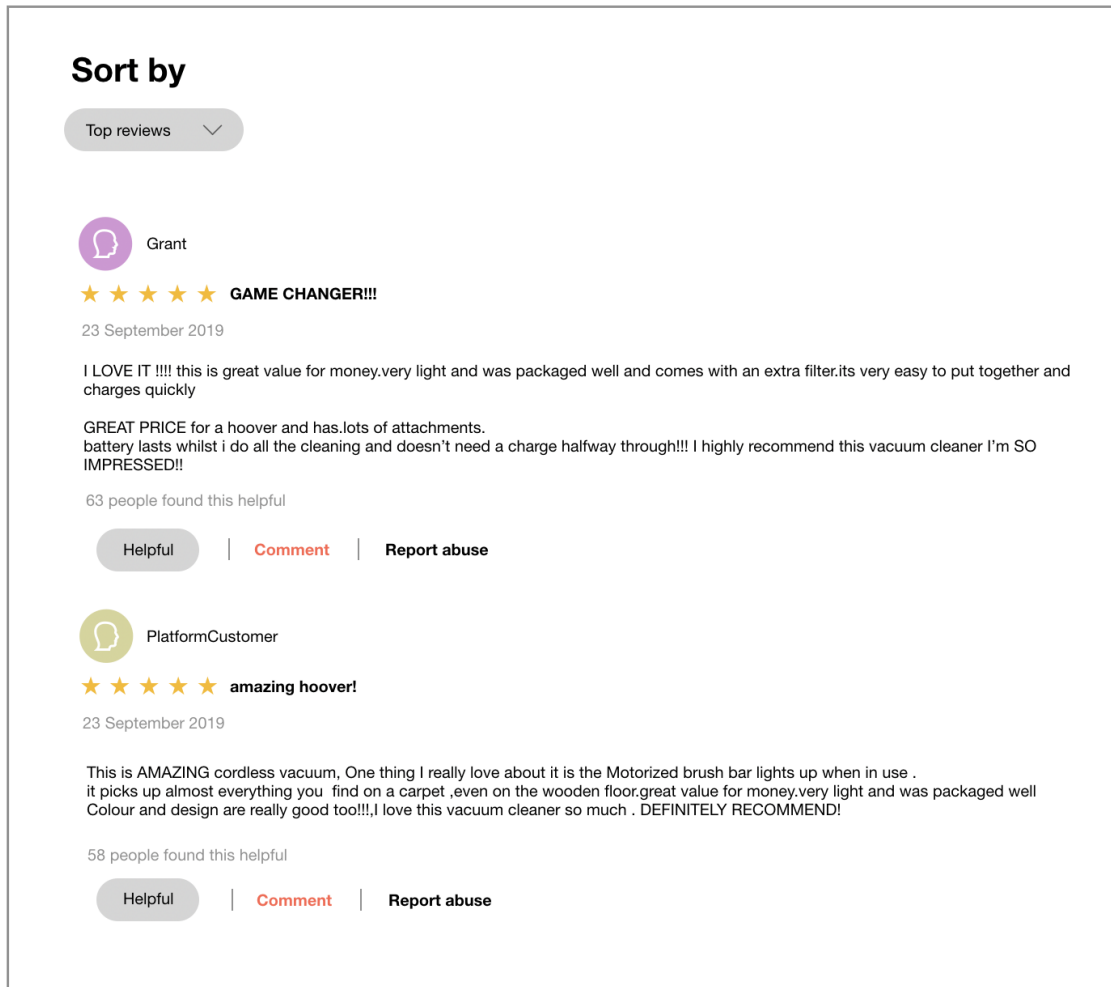 Sort by
Top reviews
Grant
GAME CHANGER!!!
23 September 2019
I LOVE IT !!!! this is great value for money.very light and was packaged well and comes with an extra filter.its very easy to put together and
charges quickly
GREAT PRICE for a hoover and has.lots of attachments.
battery lasts whilst i do all the cleaning and doesn’t need a charge halfway through!!! I highly recommend this vacuum cleaner I’m SO
IMPRESSED!!
63 people found this helpful
Helpful | Comment | Report abuse
PlatformCustomer
amazing hoover!
23 September 2019
This is AMAZING cordless vacuum, One thing I really love about it is the Motorized brush bar lights up when in use .
it picks up almost everything you  find on a carpet ,even on the wooden floor.great value for money.very light and was packaged well
Colour and design are really good too!!!,I love this vacuum cleaner so much . DEFINITELY RECOMMEND!
58 people found this helpful
Helpful | Comment | Report abuse